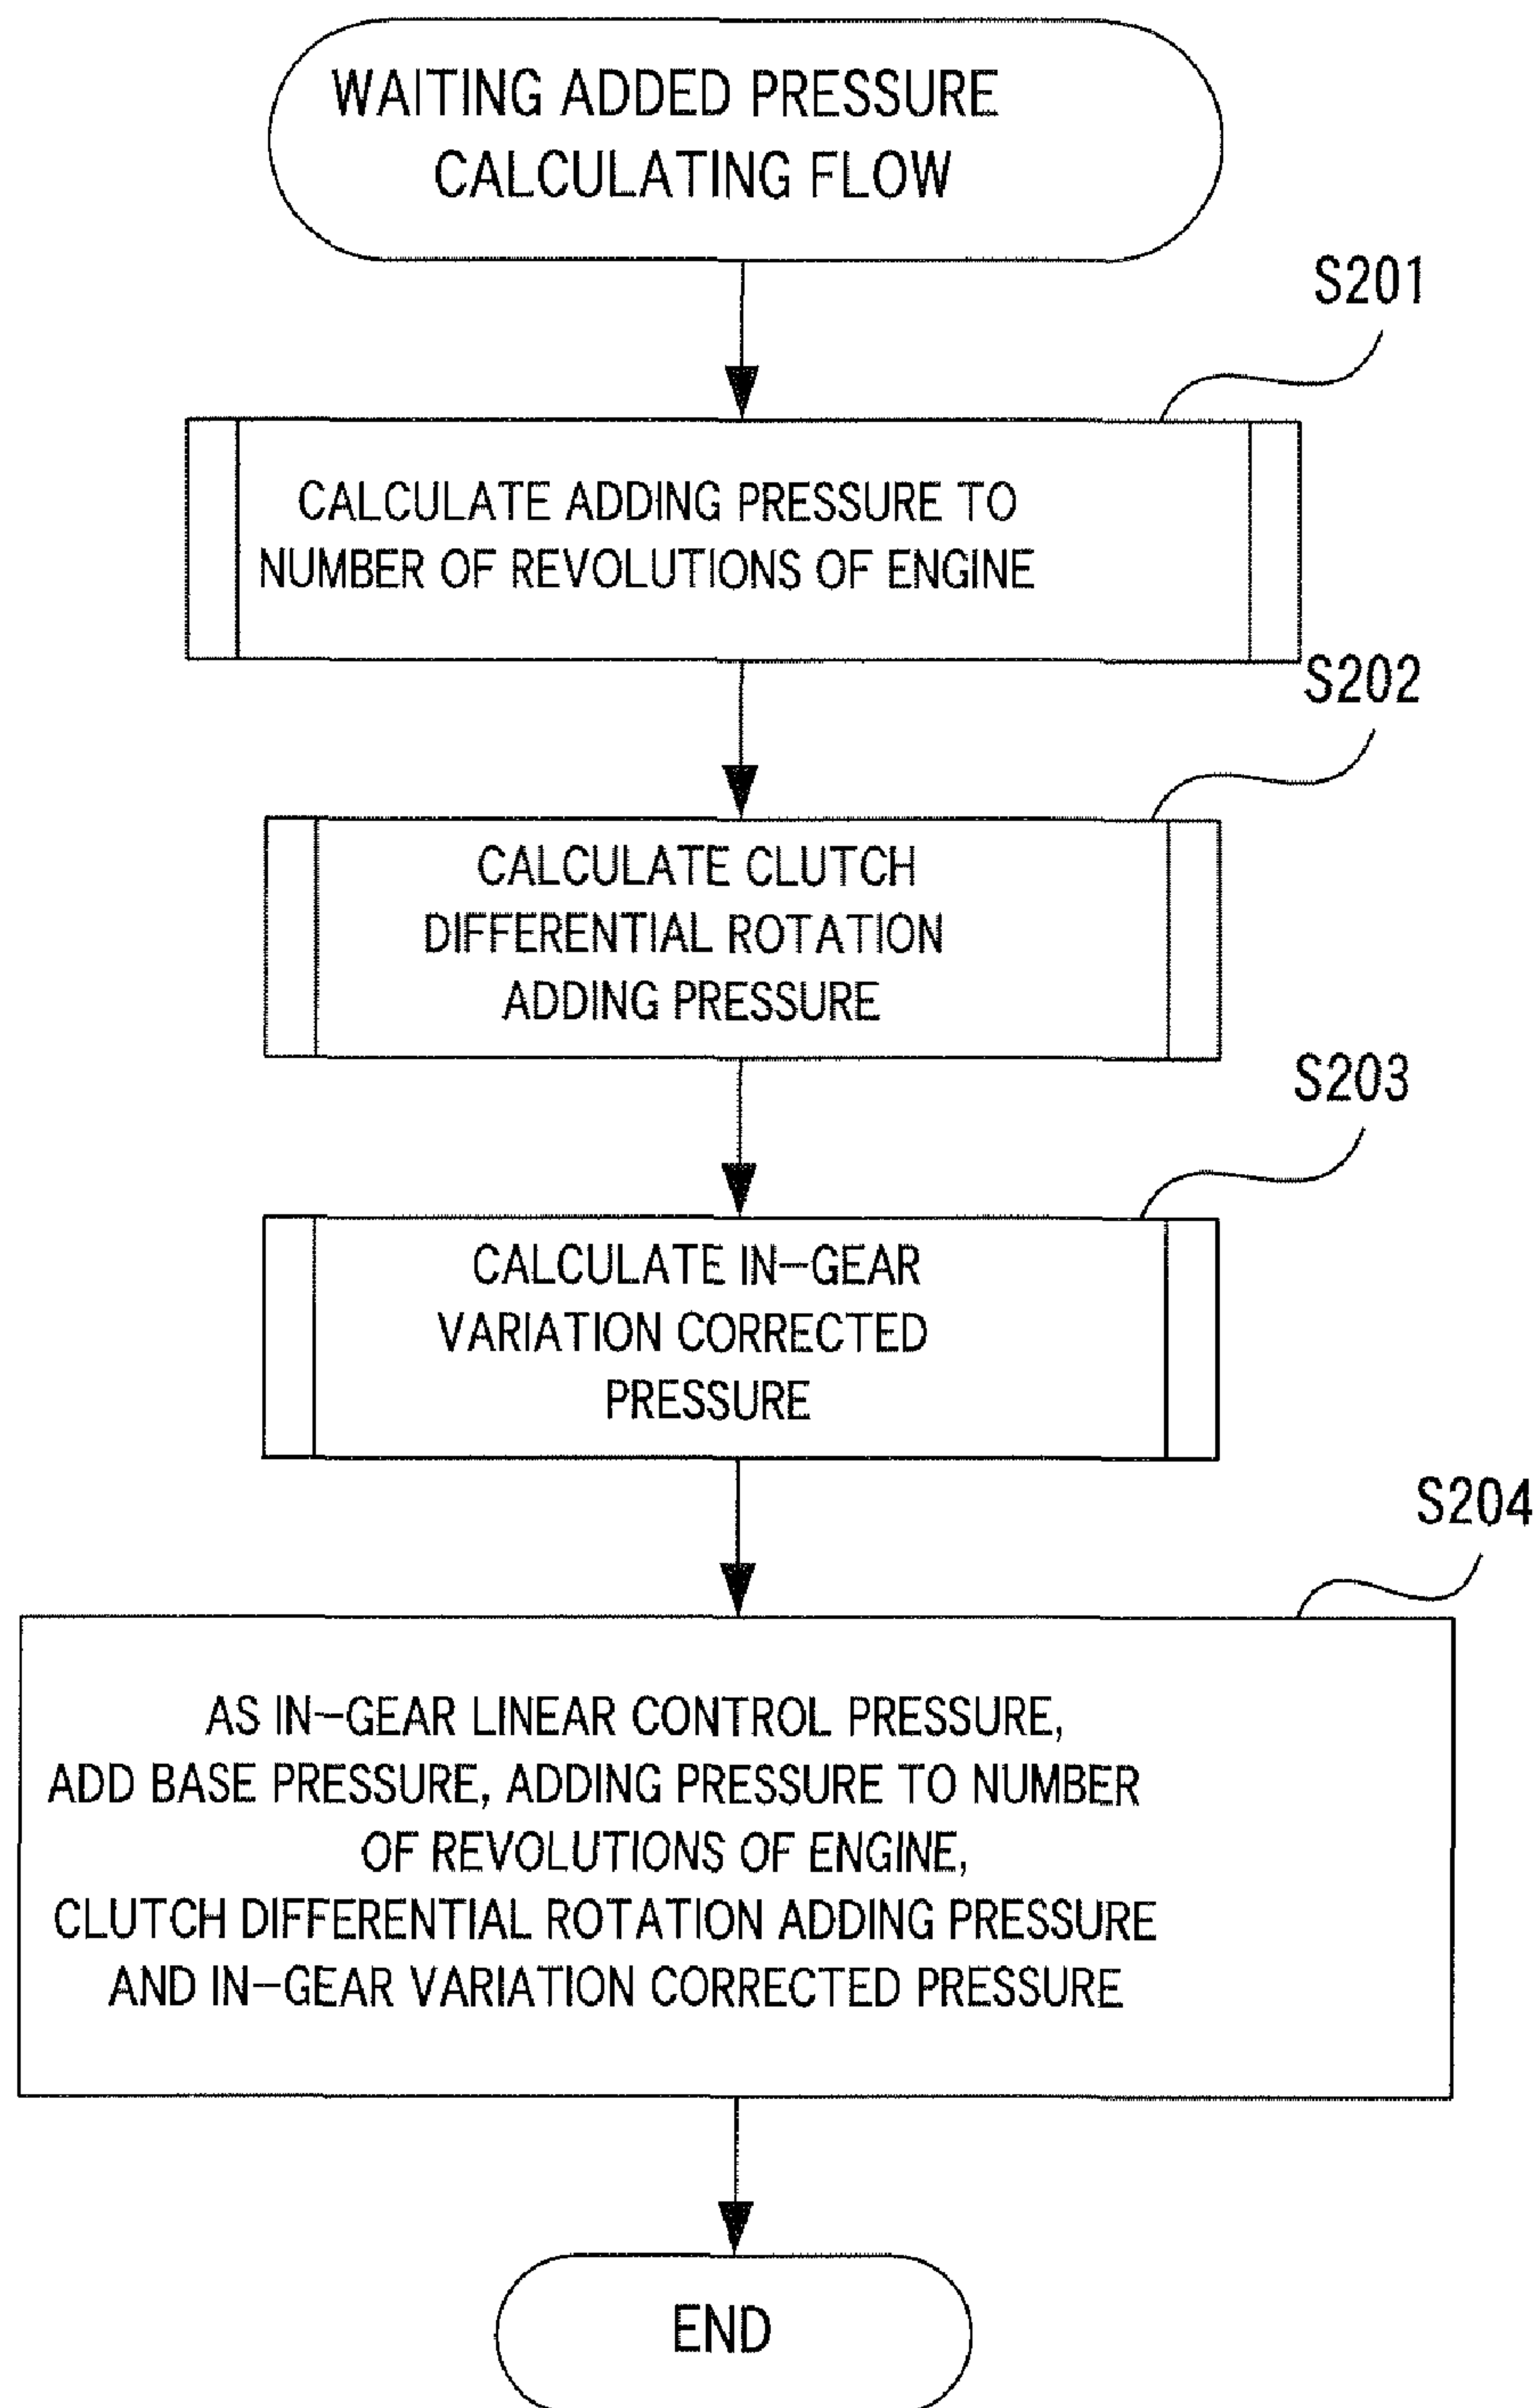 WAITING ADDED PRESSURE
CALCULATING FLOW
S201
CALCULATE ADDING PRESSURE TO
NUMBER OF REVOLUTIONS OF ENGINE
S202
CALCULATE CLUTCH
DIFFERENTIAL ROTATION
ADDING PRESSURE
S203
CALCULATE IN-GEAR
VARIATION CORRECTED
PRESSURE
S204
AS IN-GEAR LINEAR CONTROL PRESSURE,
ADD BASE PRESSURE, ADDING PRESSURE TO NUMBER
OF REVOLUTIONS OF ENGINE,
CLUTCH DIFFERENTIAL ROTATION ADDING PRESSURE
AND IN-GEAR VARIATION CORRECTED PRESSURE
END